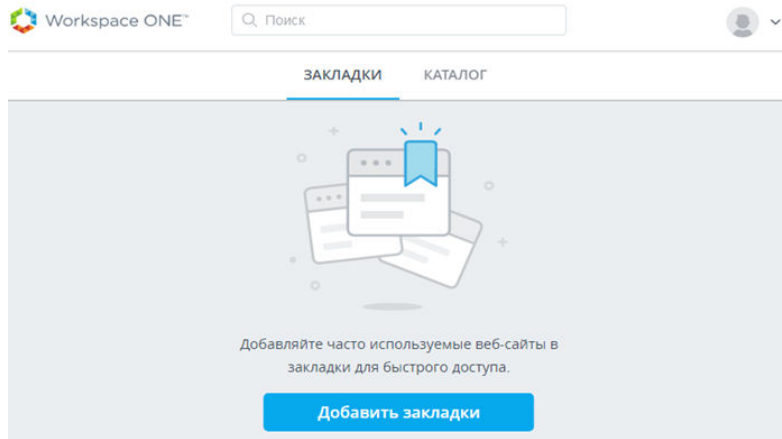 Workspace ONE™
Поиск
ЗАКЛАДКИ
КАТАЛОГ
Добавляйте часто используемые веб-сайты в
закладки для быстрого доступа.
Добавить закладки